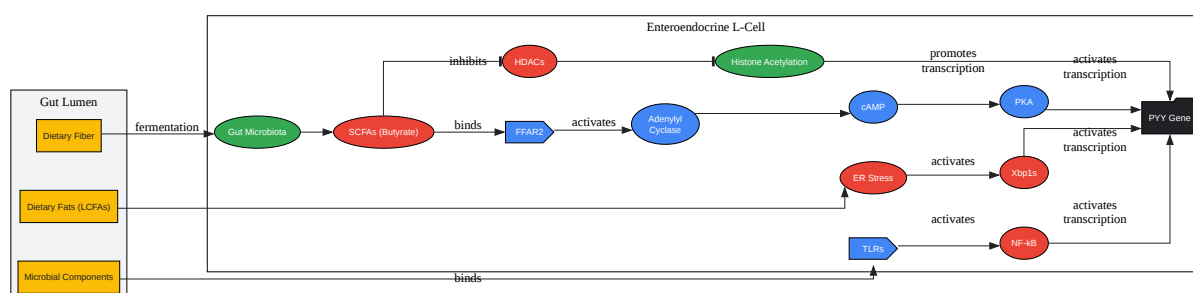 Enteroendocrine L-Cell
inhibits
HDACs
Histone Acetylation
promotes
transcription
activates
transcription
Gut Lumen
Dietary Fiber
fermentation
Gut Microbiota
SCFAs (Butyrate)
binds
FFAR2
activates
Adenylyl
Cyclase
cAMP
PKA
PYY Gene
activates
transcription
ER Stress
activates
Xbp1s
Dietary Fats (LCFAs)
TLRs
activates
NF-kB
activates
transcription
Microbial Components
binds